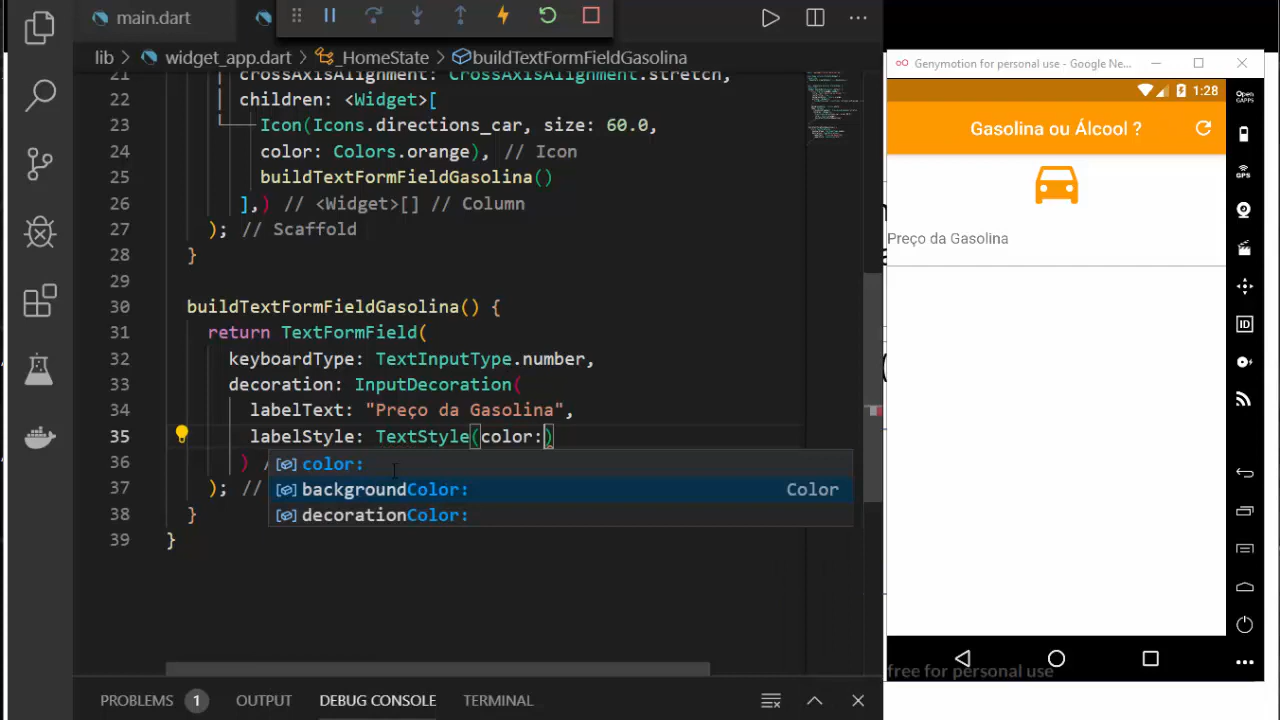 main.dart
lib > widget_app.dart > _HomeState > buildTextFormFieldGasolina
21 crossAxisAlignment: CrossAxisAlignment.stretch,
22 children: <Widget>[
23 Icon(Icons.directions_car, size: 60.0,
24 color: Colors.orange), // Icon
25 buildTextFormFieldGasolina()
26 ],) // <Widget>[] // Column
27 ); // Scaffold
28 }
29
30 buildTextFormFieldGasolina() {
31 return TextFormField(
32 keyboardType: TextInputType.number,
33 decoration: InputDecoration(
34 labelText: "Preço da Gasolina",
35 labelStyle: TextStyle(color:)
36 ) /
37 ); //
38 }
39 }
color:
backgroundColor: Color
decorationColor:
PROBLEMS 1 OUTPUT DEBUG CONSOLE TERMINAL
Genymotion for personal use - Google Ne...
1:28
Gasolina ou Álcool ?
Preço da Gasolina
free for personal use
Open
GAPPS
GPS
ID